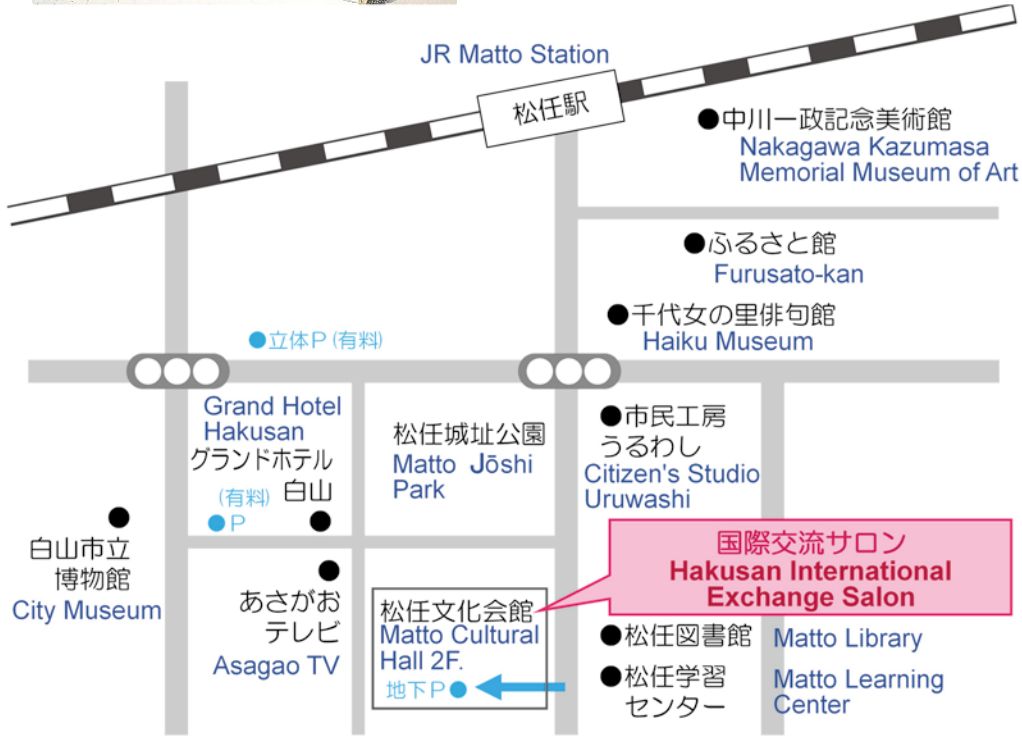 JR Matto Station
松任駅
●中川一政記念美術館
Nakagawa Kazumasa
Memorial Museum of Art
●ふるさと館
Furusato-kan
●千代女の里俳句館
Haiku Museum
●立体P (有料)
Grand Hotel
Hakusan
グランドホテル
白山
(有料)
●P
松任城址公園
Matto Jōshi
Park
●市民工房
うるわし
Citizen's Studio
Uruwashi
白山市立
博物館
City Museum
あさがお
テレビ
Asagao TV
国際交流サロン
Hakusan International
Exchange Salon
松任文化会館
Matto Cultural
Hall 2F.
地下P●
●松任図書館 Matto Library
●松任学習
センター
Matto Learning
Center